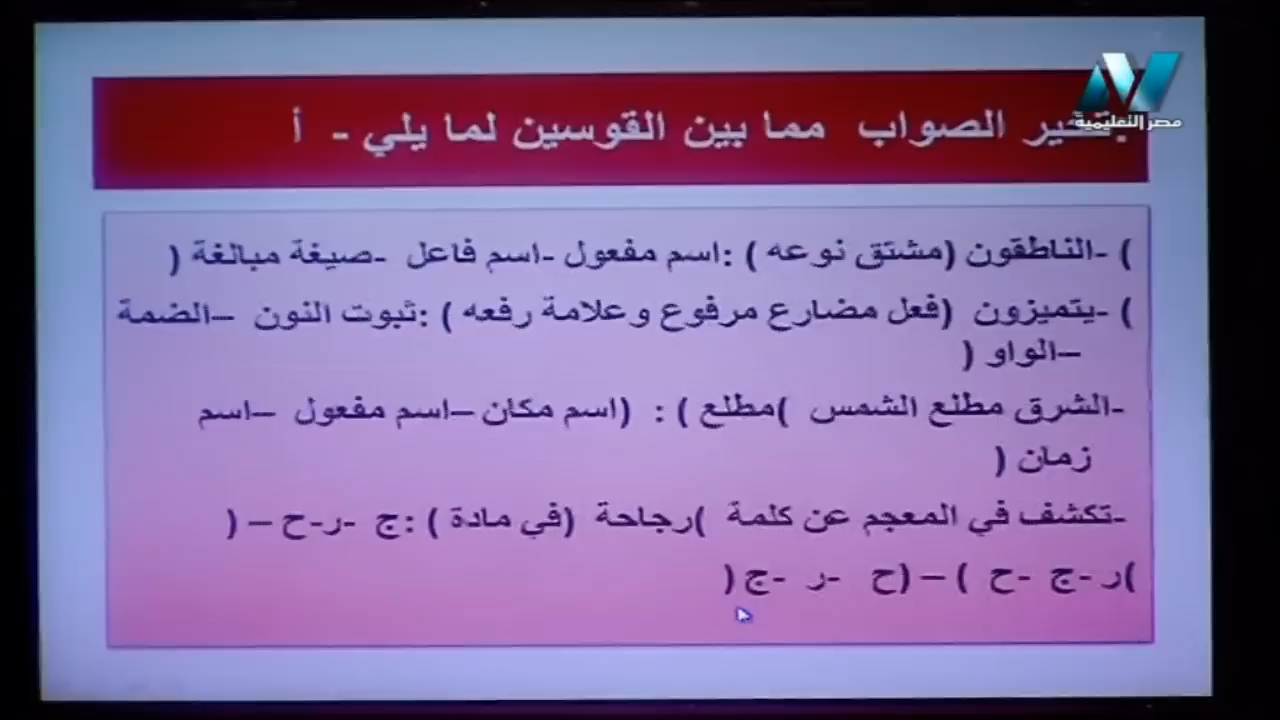 مصر التعليمية
الصواب مما بين القوسين لما يلي - أ
) -الناطقون (مشتق نوعه ) :اسم مفعول -اسم فاعل -صيغة مبالغة (
) -يتميزون (فعل مضارع مرفوع وعلامة رفعه ) :ثبوت النون –الضمة
–الواو (
-الشرق مطلع الشمس )مطلع ) : (اسم مكان –اسم مفعول –اسم
زمان (
-تكشف في المعجم عن كلمة )رجاحة (في مادة ) :ج -ر-ح – (
)ر -ج -ح ) – (ح -ر -ج (